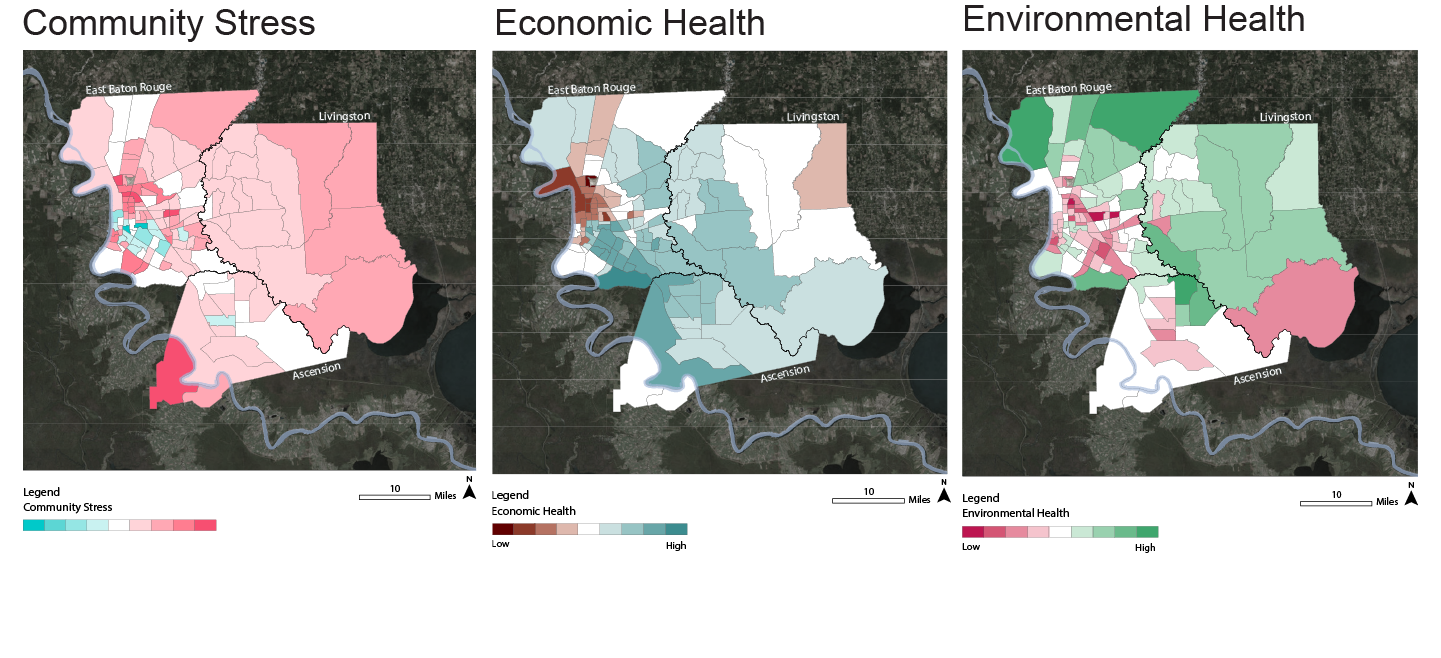 Community Stress
East Baton Rouge
Livingston
Ascension
Legend
Community Stress
10
Miles
N
Economic Health
East Baton Rouge
Livingston
Ascension
Legend
Economic Health
Low
High
10
Miles
N
Environmental Health
East Baton Rouge
Livingston
Ascension
Legend
Environmental Health
Low
High
10
Miles
N